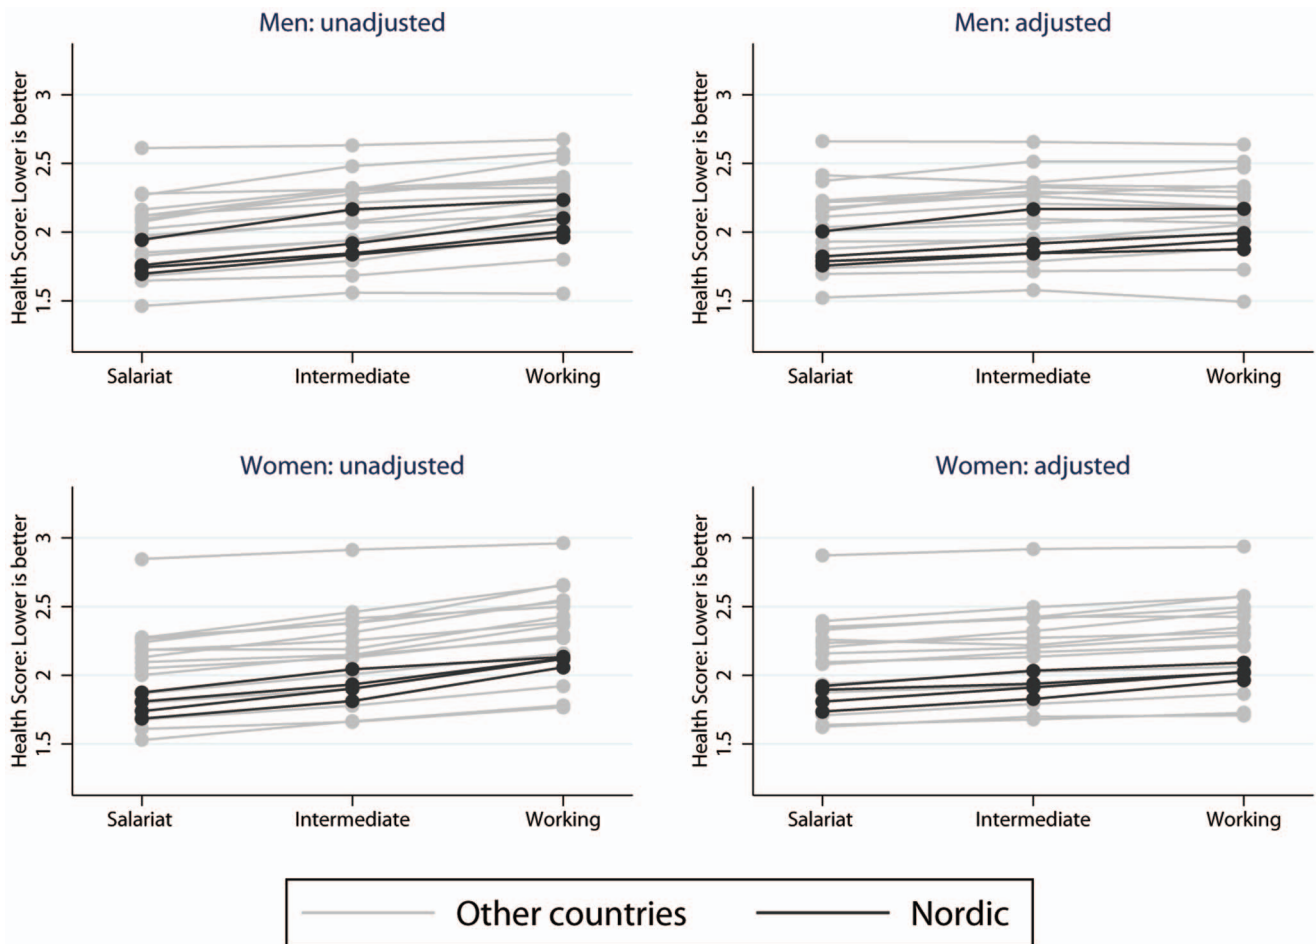 Men: unadjusted
Men: adjusted
Health Score: Lower is better
3
2.5
2
1.5
Salariat
Intermediate
Working
Health Score: Lower is better
3
2.5
2
1.5
Salariat
Intermediate
Working
Women: unadjusted
Women: adjusted
Health Score: Lower is better
3
2.5
2
1.5
Salariat
Intermediate
Working
Health Score: Lower is better
3
2.5
2
1.5
Salariat
Intermediate
Working
Other countries
Nordic